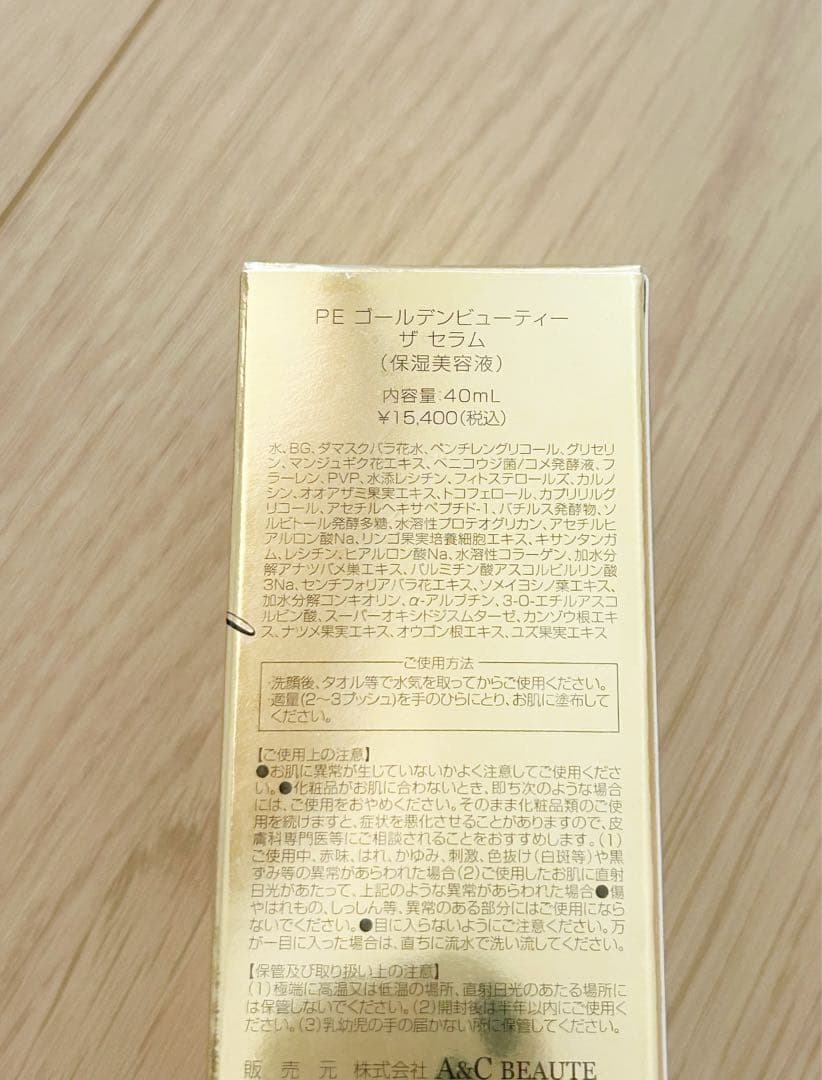 PE ゴールデンビューティー
ザ セラム
(保湿美容液)
内容量:40mL
¥15,400(税込)
水、BG、ダマスクバラ花水、ペンチレングリコール、グリセリ
ン、マンジュギク花エキス、ベニコウジ菌/コメ発酵液、フ
ラーレン、PVP、水添レシチン、フィトステロールズ、カルノ
シン、オオアザミ果実エキス、トコフェロール、カプリリルグ
リコール、アセチルヘキサペプチド-1、バチルス発酵物、ソ
ルビトール発酵多糖、水溶性プロテオグリカン、アセチルヒ
アルロン酸Na、リンゴ果実培養細胞エキス、キサンタンガ
ム、レシチン、ヒアルロン酸Na、水溶性コラーゲン、加水分
解アナツバメ巣エキス、パルミチン酸アスコルビルリン酸
3Na、センチフォリアバラ花エキス、ソメイヨシノ葉エキス、
加水分解コンキオリン、α-アルブチン、3-O-エチルアスコ
ルビン酸、スーパーオキシドジスムターゼ、カンゾウ根エキ
ス、ナツメ果実エキス、オウゴン根エキス、ユズ果実エキス
ご使用方法
・洗顔後、タオル等で水気を取ってからご使用ください。
・適量(2〜3プッシュ)を手のひらにとり、お肌に塗布して
ください。
【ご使用上の注意】
●お肌に異常が生じていないかよく注意してご使用くださ
い。●化粧品がお肌に合わないとき、即ち次のような場合
には、ご使用をおやめください。そのまま化粧品類のご使
用を続けますと、症状を悪化させることがありますので、皮
膚科専門医等にご相談されることをおすすめします。(1)
ご使用中、赤味、はれ、かゆみ、刺激、色抜け(白斑等)や黒
ずみ等の異常があらわれた場合(2)ご使用したお肌に直射
日光があたって、上記のような異常があらわれた場合●傷
やはれもの、しっしん等、異常のある部分にはご使用になら
ないでください。●目に入らないようにご注意ください。万
が一目に入った場合は、直ちに流水で洗い流してください。
【保管及び取り扱い上の注意】
(1)極端に高温又は低温の場所、直射日光のあたる場所に
は保管しないでください。(2)開封後は半年以内にご使用く
ださい。(3)乳幼児の手の届かない所に保管してください。
販売元 株式会社 A&C BEAUTE